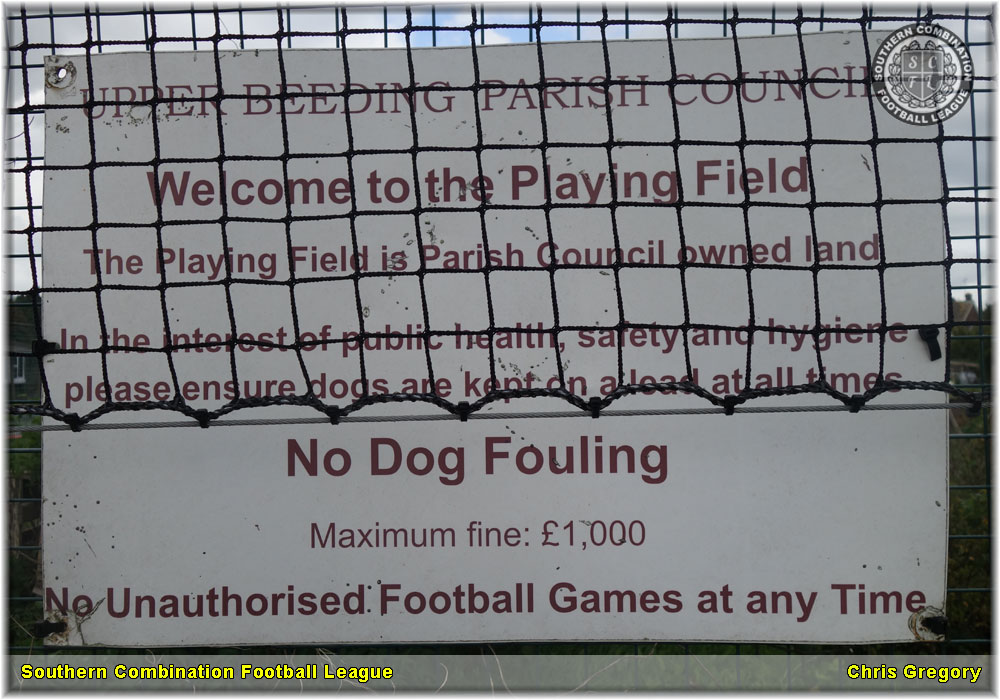 UPPER BEEDING PARISH COUNCIL
SOUTHERN COMBINATION
FOOTBALL LEAGUE
Welcome to the Playing Field
The Playing Field is Parish Council owned land
In the interest of public health, safety and hygiene
please ensure dogs are kept on a lead at all times
No Dog Fouling
Maximum fine: £1,000
No Unauthorised Football Games at any Time
Southern Combination Football League
Chris Gregory